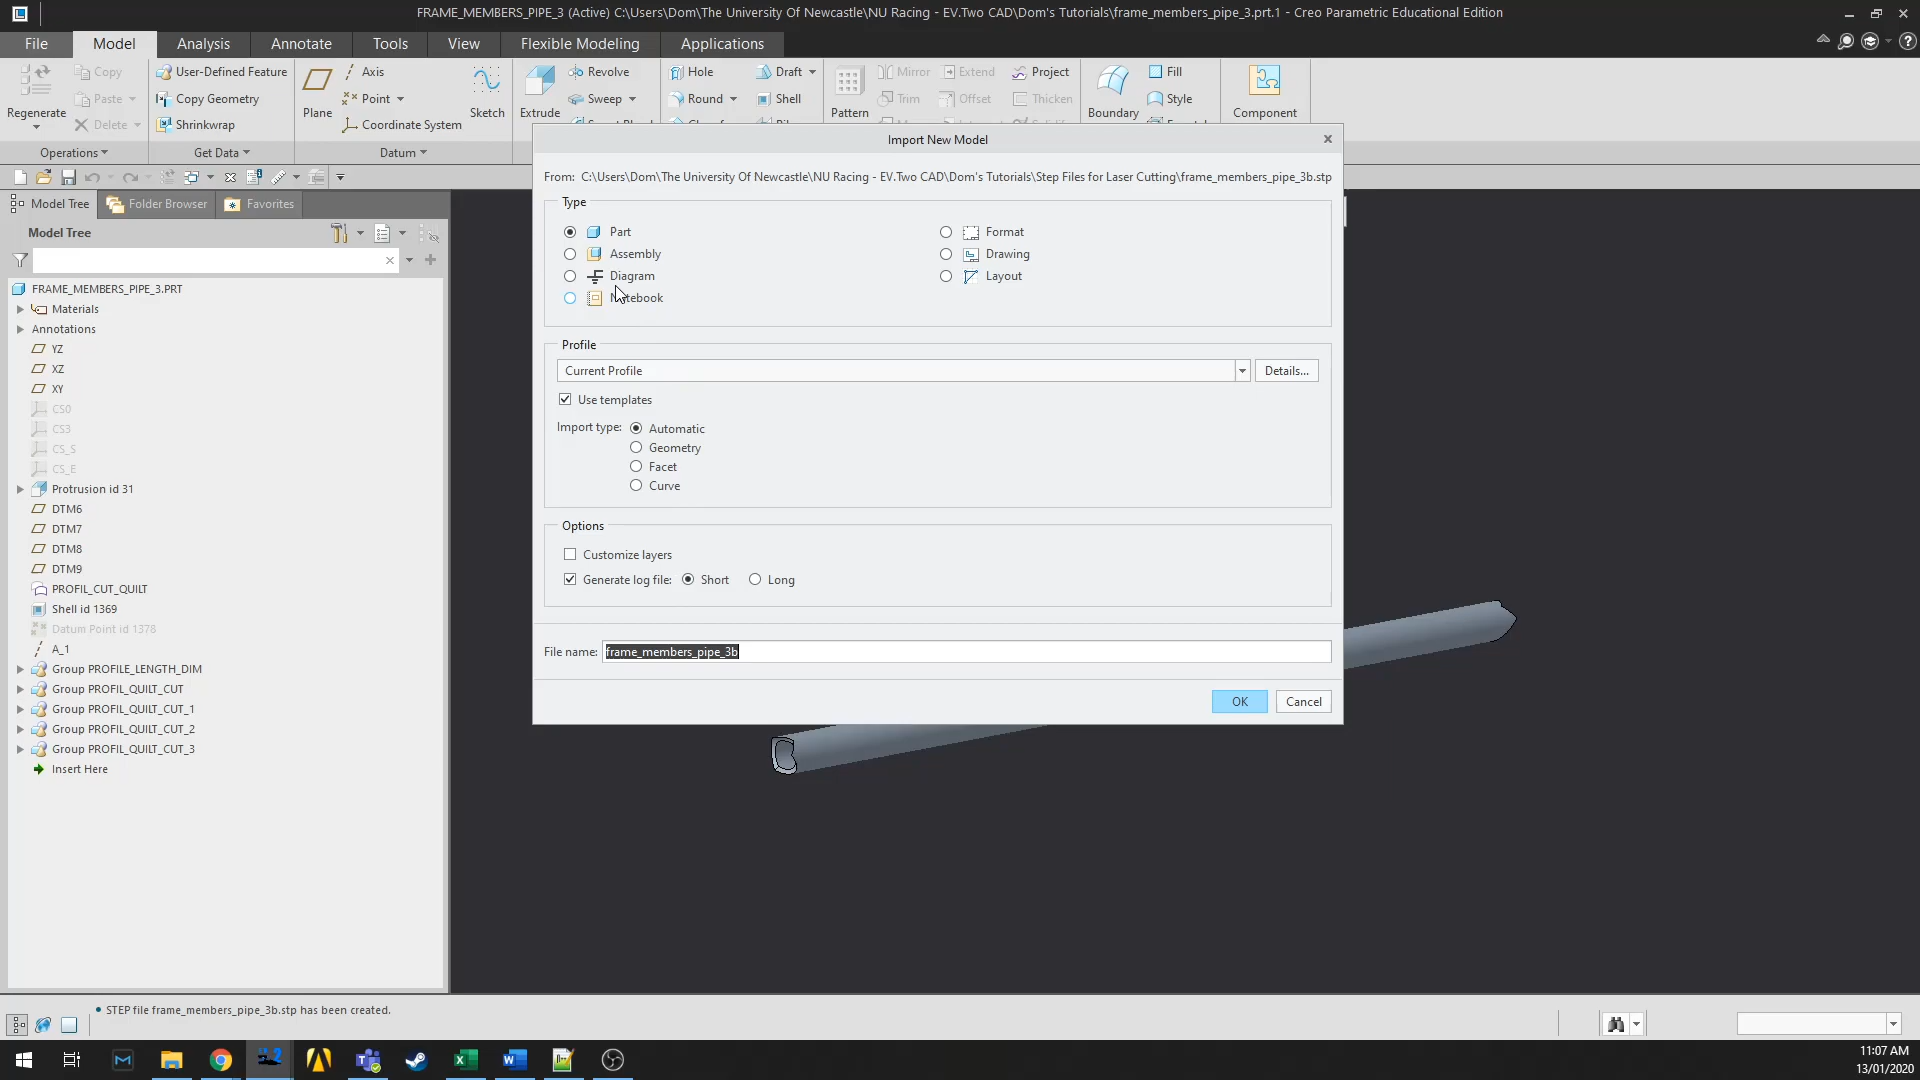 FRAME_MEMBERS_PIPE_3 (Active) C:\Users\Dom\The University Of Newcastle\NU Racing - EV.Two CAD\Dom's Tutorials\frame_members_pipe_3.prt.1 - Creo Parametric Educational Edition
File Model Analysis Annotate Tools View Flexible Modeling Applications
Regenerate
Copy
Paste
Delete
Operations
User-Defined Feature
Copy Geometry
Shrinkwrap
Get Data
Plane
Axis
Point
Coordinate System
Sketch
Datum
Extrude
Revolve
Sweep
Hole
Round
Draft
Shell
Pattern
Mirror
Trim
Extend
Offset
Project
Thicken
Boundary
Fill
Style
Component
Model Tree Folder Browser Favorites
Model Tree
FRAME_MEMBERS_PIPE_3.PRT
Materials
Annotations
YZ
XZ
XY
CS0
CS3
CS_S
CS_E
Protrusion id 31
DTM6
DTM7
DTM8
DTM9
PROFIL_CUT_QUILT
Shell id 1369
Datum Point id 1378
A_1
Group PROFILE_LENGTH_DIM
Group PROFIL_QUILT_CUT
Group PROFIL_QUILT_CUT_1
Group PROFIL_QUILT_CUT_2
Group PROFIL_QUILT_CUT_3
Insert Here
Import New Model
From: C:\Users\Dom\The University Of Newcastle\NU Racing - EV.Two CAD\Dom's Tutorials\Step Files for Laser Cutting\frame_members_pipe_3b.stp
Type
Part Format
Assembly Drawing
Diagram Layout
Notebook
Profile
Current Profile Details...
Use templates
Import type: Automatic
Geometry
Facet
Curve
Options
Customize layers
Generate log file: Short Long
File name: frame_members_pipe_3b
OK Cancel
• STEP file frame_members_pipe_3b.stp has been created.
11:07 AM
13/01/2020